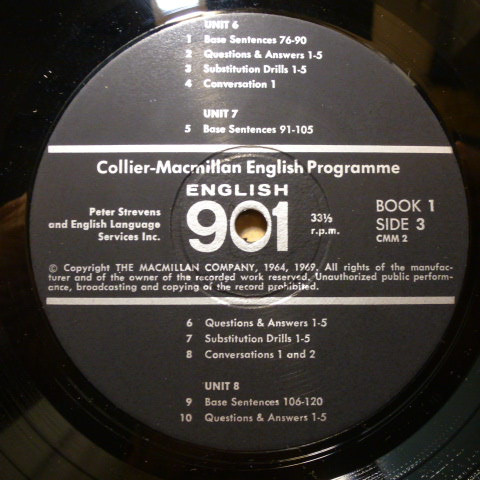 UNIT 6
1 Base Sentences 76-90
2 Questions & Answers 1-5
3 Substitution Drills 1-5
4 Conversation 1
UNIT 7
5 Base Sentences 91-105
Collier-Macmillan English Programme
ENGLISH
901
Peter Strevens
and English Language
Services Inc.
33⅓
r.p.m.
BOOK 1
SIDE 3
CMM 2
© Copyright THE MACMILLAN COMPANY, 1964, 1969. All rights of the manufac-
turer and of the owner of the recorded work reserved. Unauthorized public perform-
ance, broadcasting and copying of the record prohibited.
6 Questions & Answers 1-5
7 Substitution Drills 1-5
8 Conversations 1 and 2
UNIT 8
9 Base Sentences 106-120
10 Questions & Answers 1-5